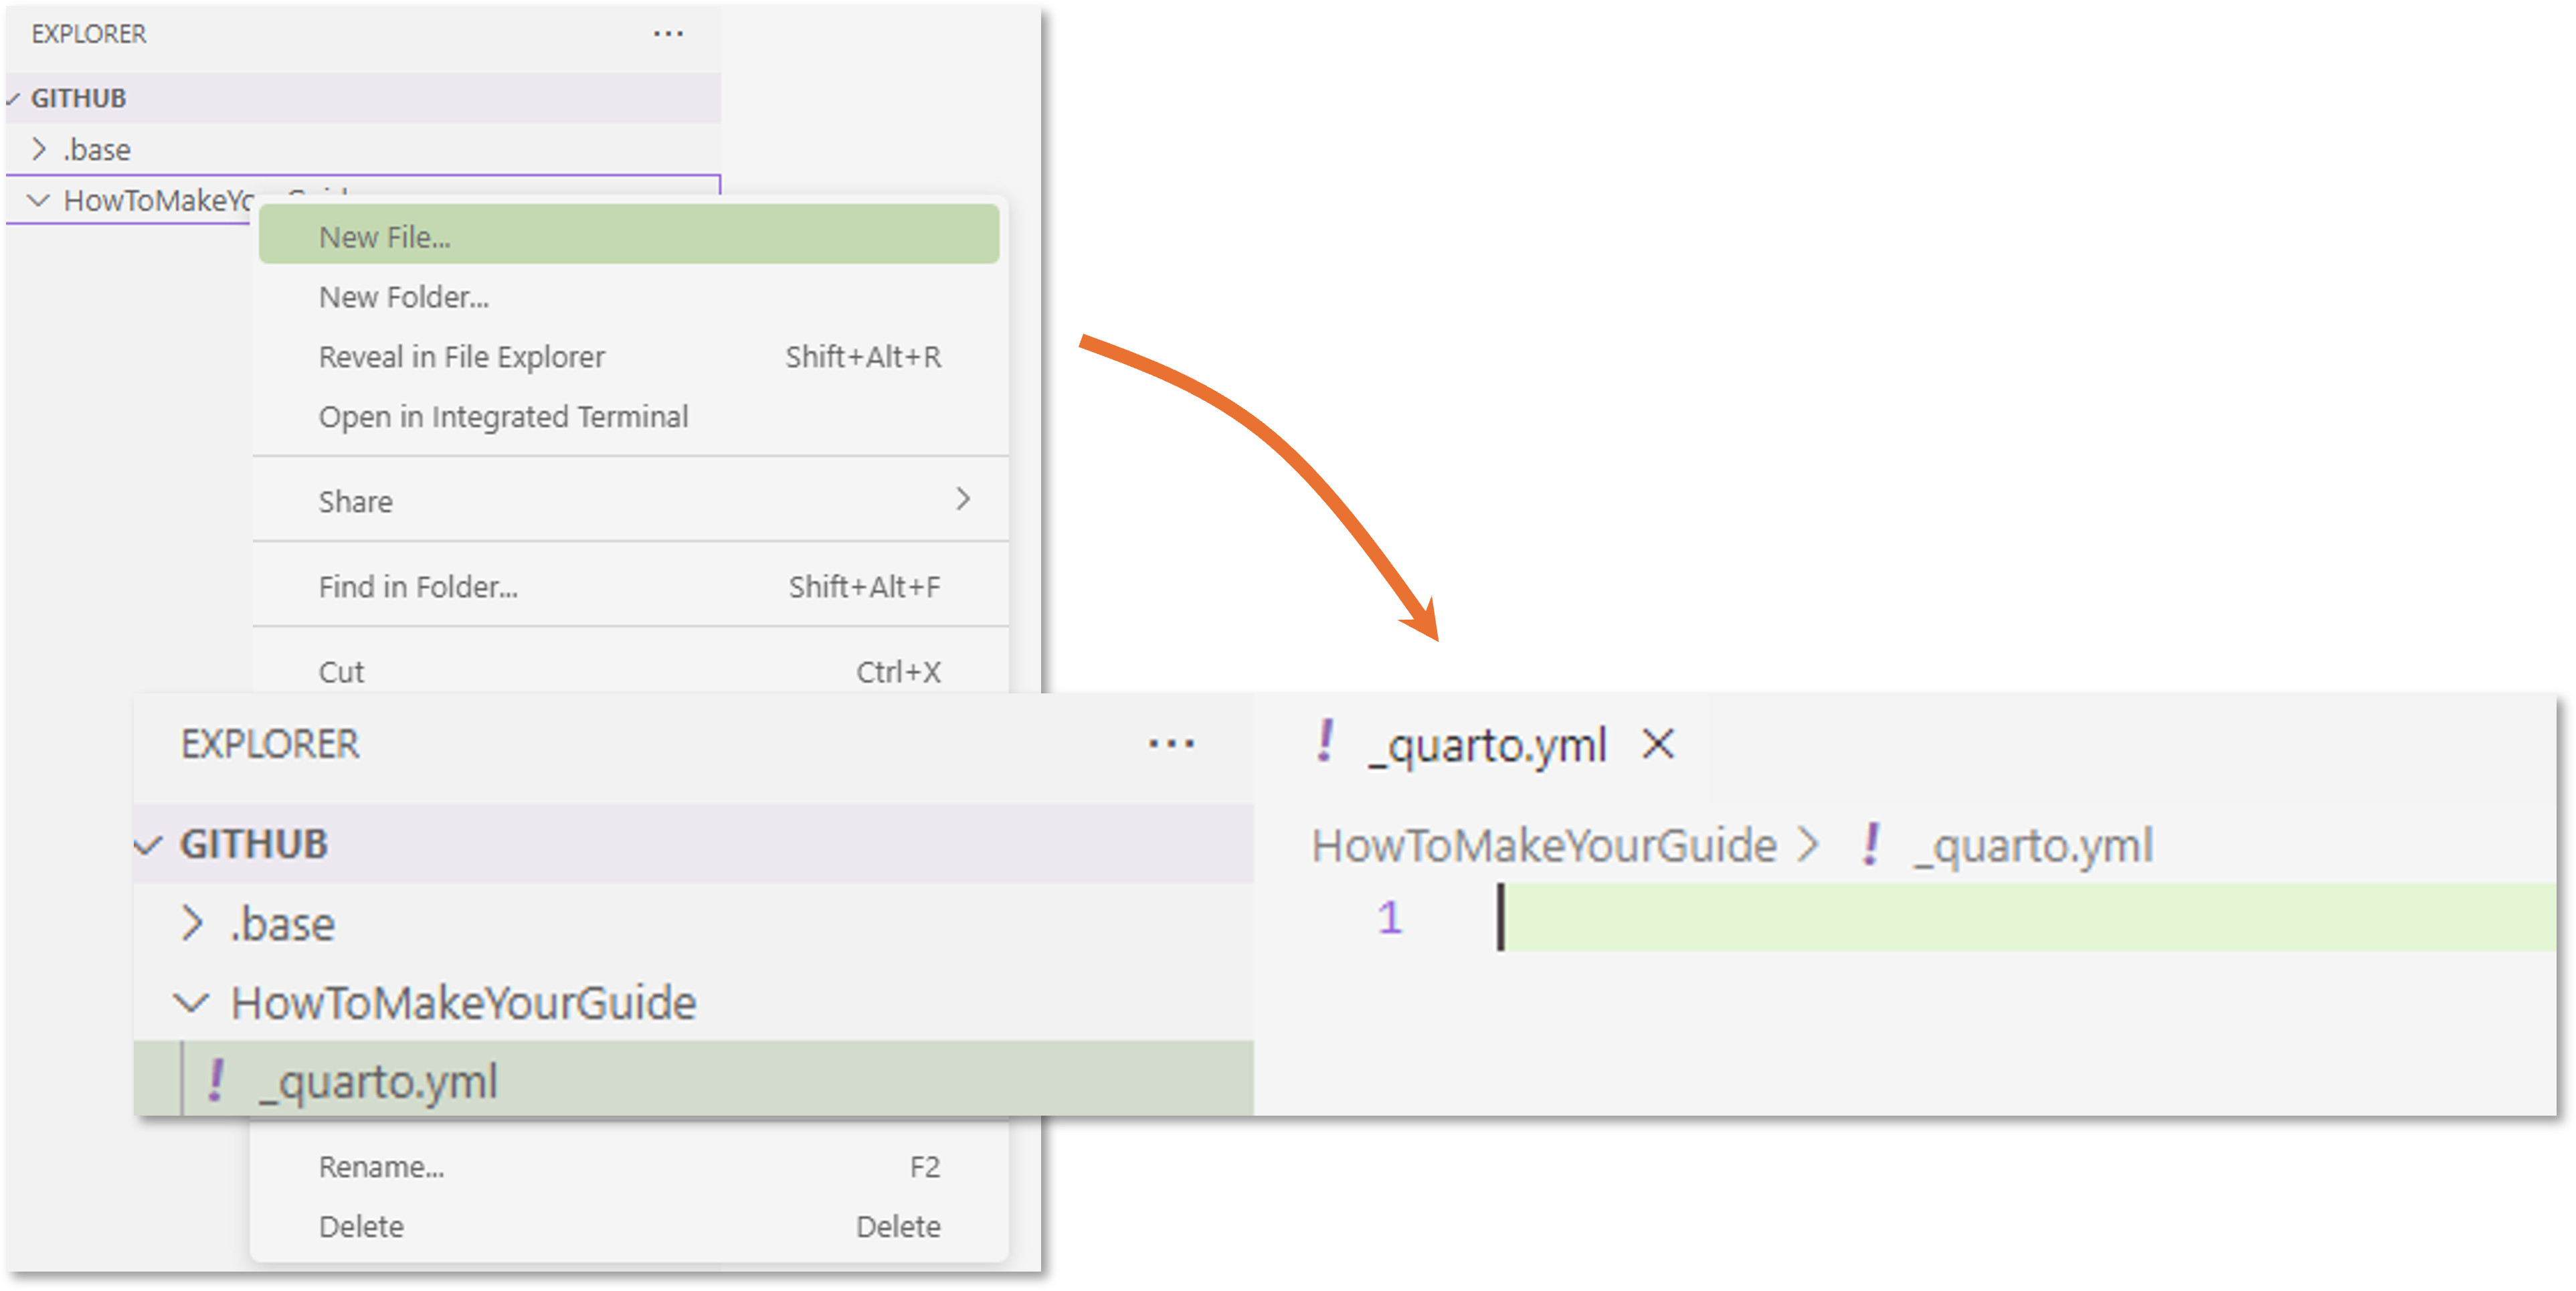 EXPLORER ...
GITHUB
.base
HowToMakeYo
New File...
New Folder...
Reveal in File Explorer Shift+Alt+R
Open in Integrated Terminal
Share
Find in Folder... Shift+Alt+F
Cut Ctrl+X
EXPLORER ...
GITHUB
.base
HowToMakeYourGuide
! _quarto.yml
! _quarto.yml ×
HowToMakeYourGuide > ! _quarto.yml
1
Rename... F2
Delete Delete